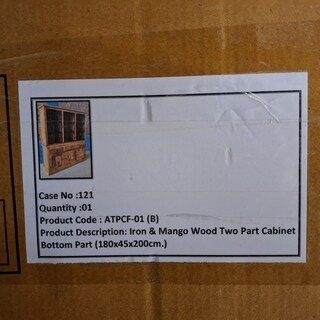 Case No :121
Quantity :01
Product Code : ATPCF-01 (B)
Product Description: Iron & Mango Wood Two Part Cabinet
Bottom Part (180x45x200cm.)